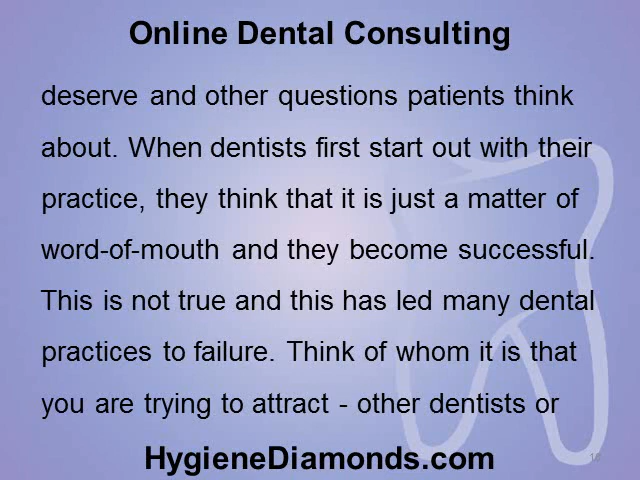 Online Dental Consulting
deserve and other questions patients think
about. When dentists first start out with their
practice, they think that it is just a matter of
word-of-mouth and they become successful.
This is not true and this has led many dental
practices to failure. Think of whom it is that
you are trying to attract - other dentists or
HygieneDiamonds.com